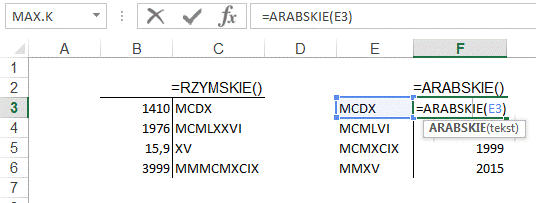 MAX.K =ARABSKIE(E3)
A B C D E F
1
2 =RZYMSKIE() =ARABSKIE()
3 1410 MCDX MCDX =ARABSKIE(E3)
4 1976 MCMLXXVI MCMLVI ARABSKIE(tekst)
5 15,9 XV MCMXCIX 1999
6 3999 MMMCMXCIX MMXV 2015
7